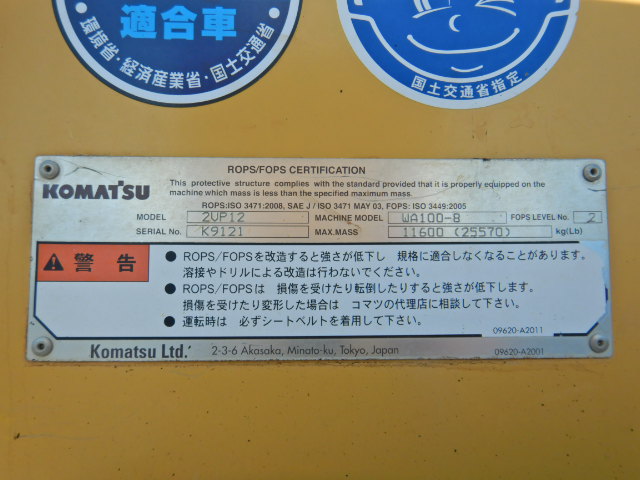 適合車
・環境省・経済産業省・国土交通省・
国土交通省指定
KOMATSU
ROPS/FOPS CERTIFICATION
This protective structure complies with the standard provided that it is properly equipped on the
machine which mass is less than the specified maximum mass.
ROPS:ISO 3471:2008, SAE J / ISO 3471 MAY 03, FOPS: ISO 3449:2005
MODEL 2UP12 MACHINE MODEL WA100-8 FOPS LEVEL No. 2
SERIAL No. K9121 MAX.MASS 11600 (25570) kg(Lb)
警告
● ROPS/FOPSを改造すると強さが低下し 規格に適合しなくなることがあります。
溶接やドリルによる改造は行わないでください。
● ROPS/FOPSは 損傷を受けたり転倒したりすると強さが低下します。
損傷を受けたり変形した場合は コマツの代理店に相談して下さい。
● 運転時は 必ずシートベルトを着用して下さい。
09620-A2011
Komatsu Ltd. 2-3-6 Akasaka, Minato-ku, Tokyo, Japan 09620-A2001